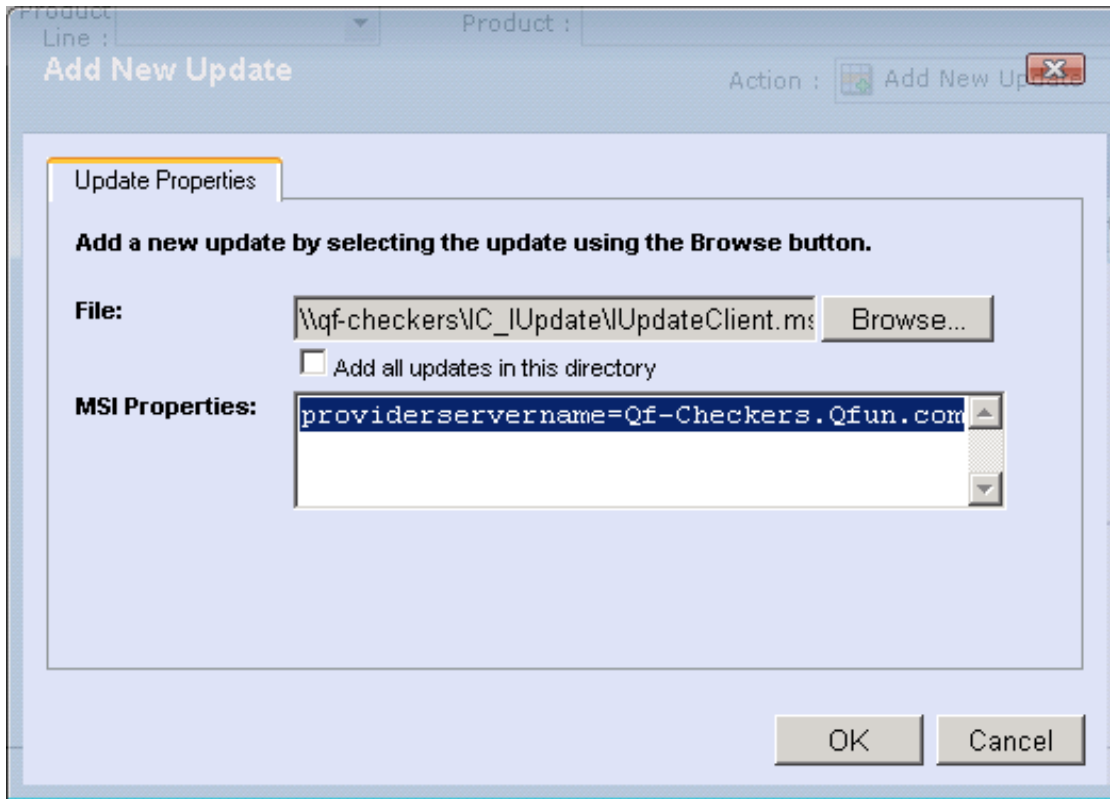 Product
Line :
Product :
Add New Update
Action :
Add New Update
Update Properties
Add a new update by selecting the update using the Browse button.
File:
\\qf-checkers\IC_IUpdate\IUpdateClient.ms
Browse...
Add all updates in this directory
MSI Properties:
providerservername=Qf-Checkers.Qfun.com
OK
Cancel